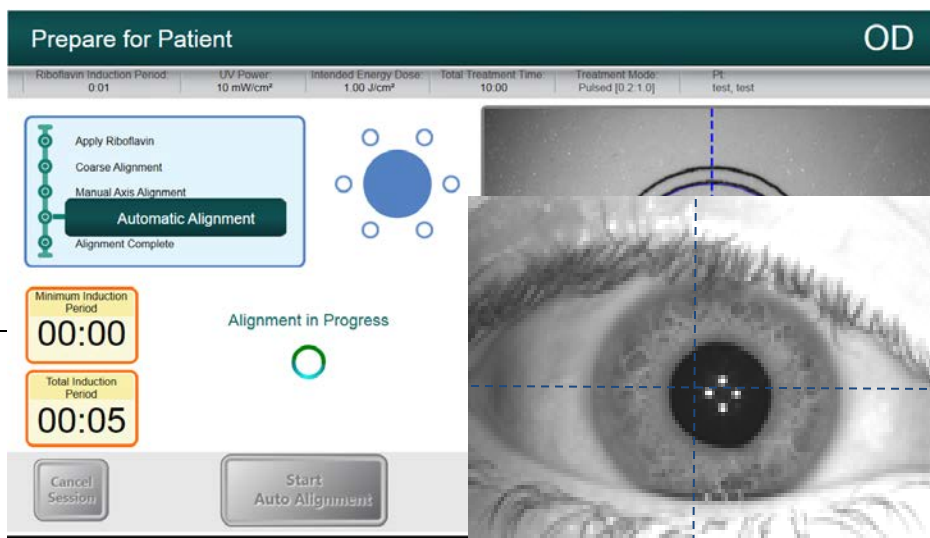 Prepare for Patient
OD
Riboflavin Induction Period: UV Power: Intended Energy Dose: Total Treatment Time: Treatment Mode: Pt:
0:01 10 mW/cm² 1.00 J/cm² 10:00 Pulsed [0.2:1.0] test, test
Apply Riboflavin
Coarse Alignment
Manual Axis Alignment
Automatic Alignment
Alignment Complete
Minimum Induction
Period
00:00
Alignment in Progress
Total Induction
Period
00:05
Cancel
Session
Start
Auto Alignment